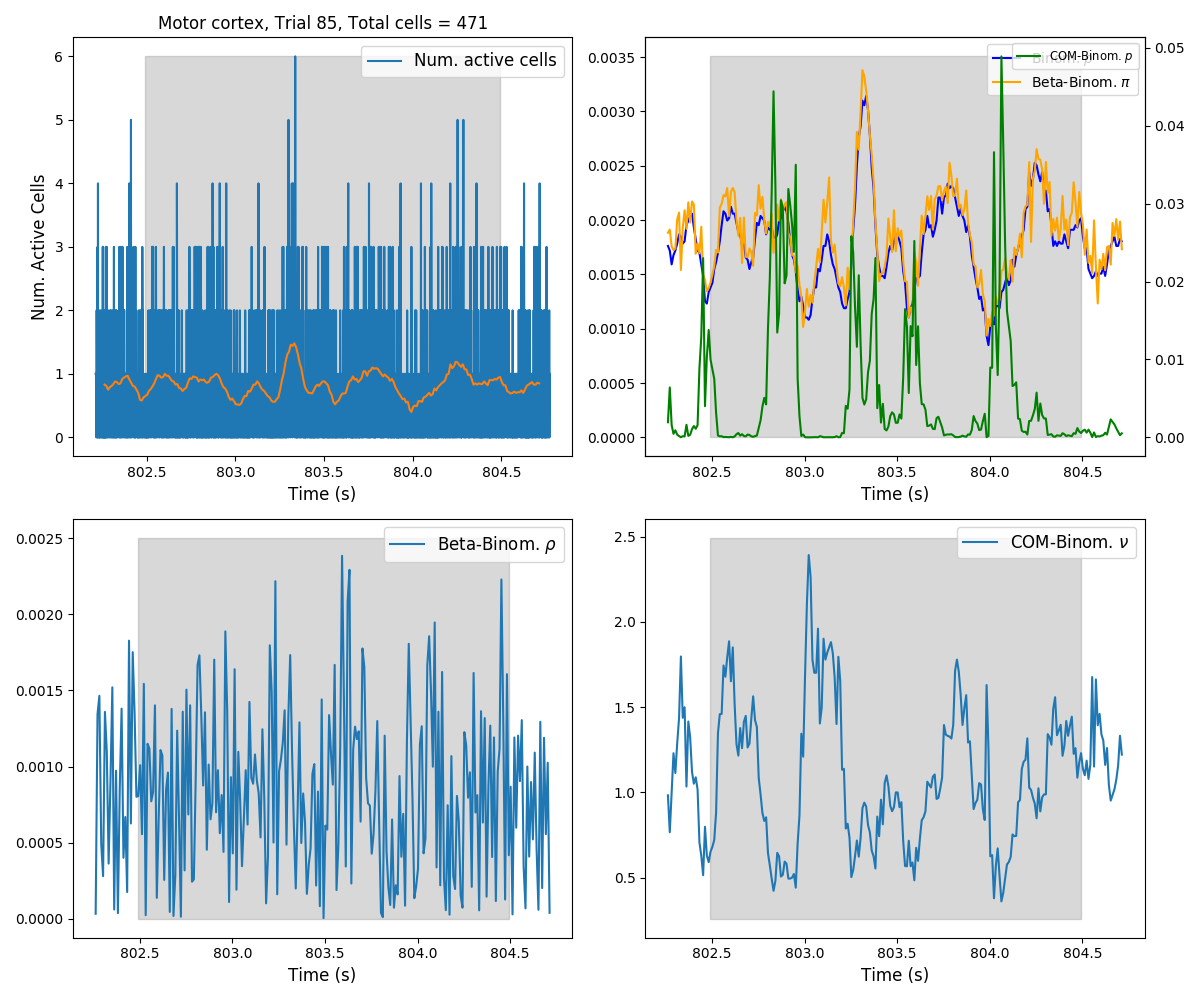 Motor cortex, Trial 85, Total cells = 471
Num. active cells
Num. Active Cells
6
5
4
3
2
1
0
802.5 803.0 803.5 804.0 804.5
Time (s)
COM-Binom. p
Beta-Binom. π
0.0035
0.0030
0.0025
0.0020
0.0015
0.0010
0.0005
0.0000
0.05
0.04
0.03
0.02
0.01
0.00
802.5 803.0 803.5 804.0 804.5
Time (s)
Beta-Binom. ρ
0.0025
0.0020
0.0015
0.0010
0.0005
0.0000
802.5 803.0 803.5 804.0 804.5
Time (s)
COM-Binom. ν
2.5
2.0
1.5
1.0
0.5
802.5 803.0 803.5 804.0 804.5
Time (s)